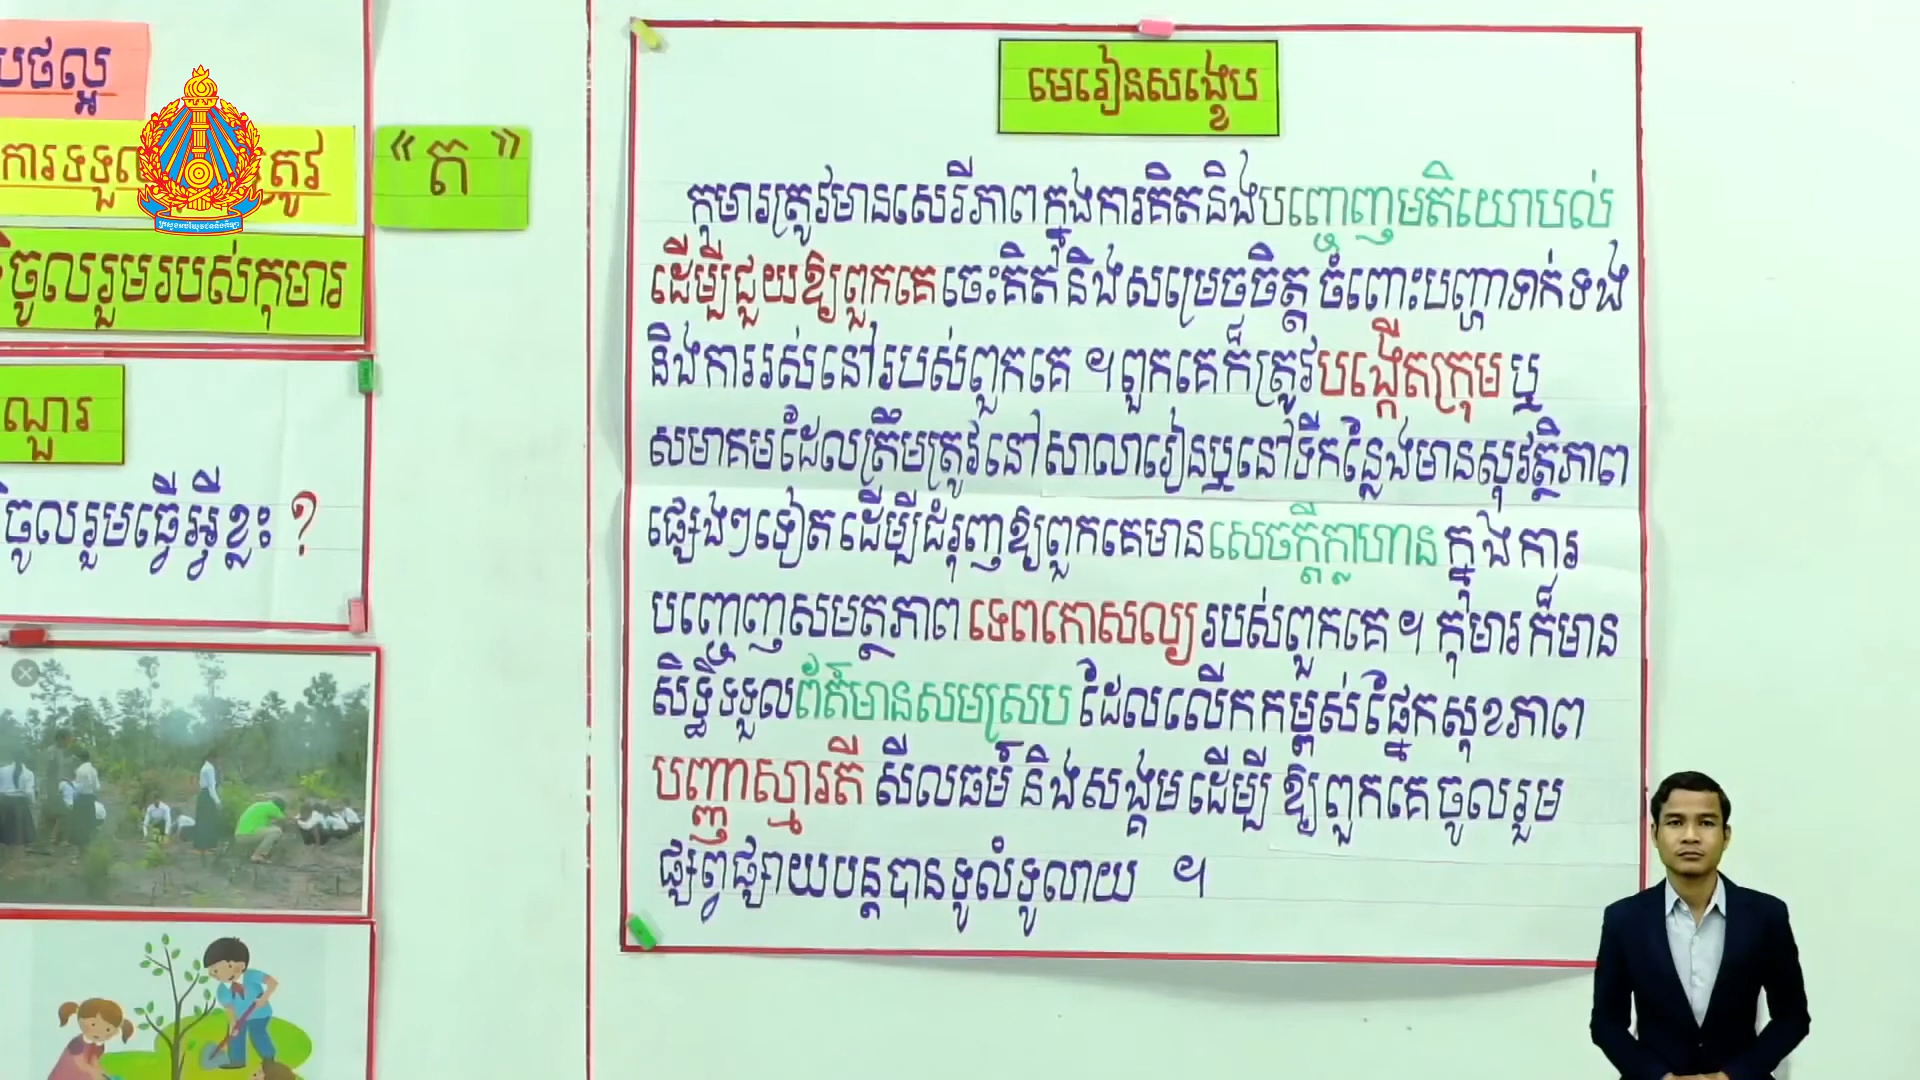 មេរៀនសង្ខេប
កុមារត្រូវមានសេរីភាពក្នុងការគិតនិងបញ្ចេញមតិយោបល់
ដើម្បីជួយឱ្យពួកគេចេះគិត និងសម្រេចចិត្ត ចំពោះបញ្ហាទាក់ទង
និងការរស់នៅរបស់ពួកគេ ។ ពួកគេក៏ត្រូវបង្កើតក្រុម ឬ
សមាគមដែលត្រឹមត្រូវនៅសាលារៀនឬនៅទីកន្លែងមានសុវត្ថិភាព
ផ្សេងៗទៀត ដើម្បីជំរុញឱ្យពួកគេមានសេចក្តីក្លាហានក្នុងការ
បញ្ចេញសមត្ថភាព ទេពកោសល្យ របស់ពួកគេ ។ កុមារក៏មាន
សិទ្ធិទទួលព័ត៌មានសមស្រប ដែលលើកកម្ពស់ផ្នែកសុខភាព
បញ្ញាស្មារតី សីលធម៌ និងសង្គមដើម្បី ឱ្យពួកគេចូលរួម
ផ្សព្វផ្សាយបន្តបានទូលំទូលាយ ។
"ត"
ត្រូវ
ចូលរួមរបស់កុមារ
ចូលរួមធ្វើអ្វីខ្លះ ?